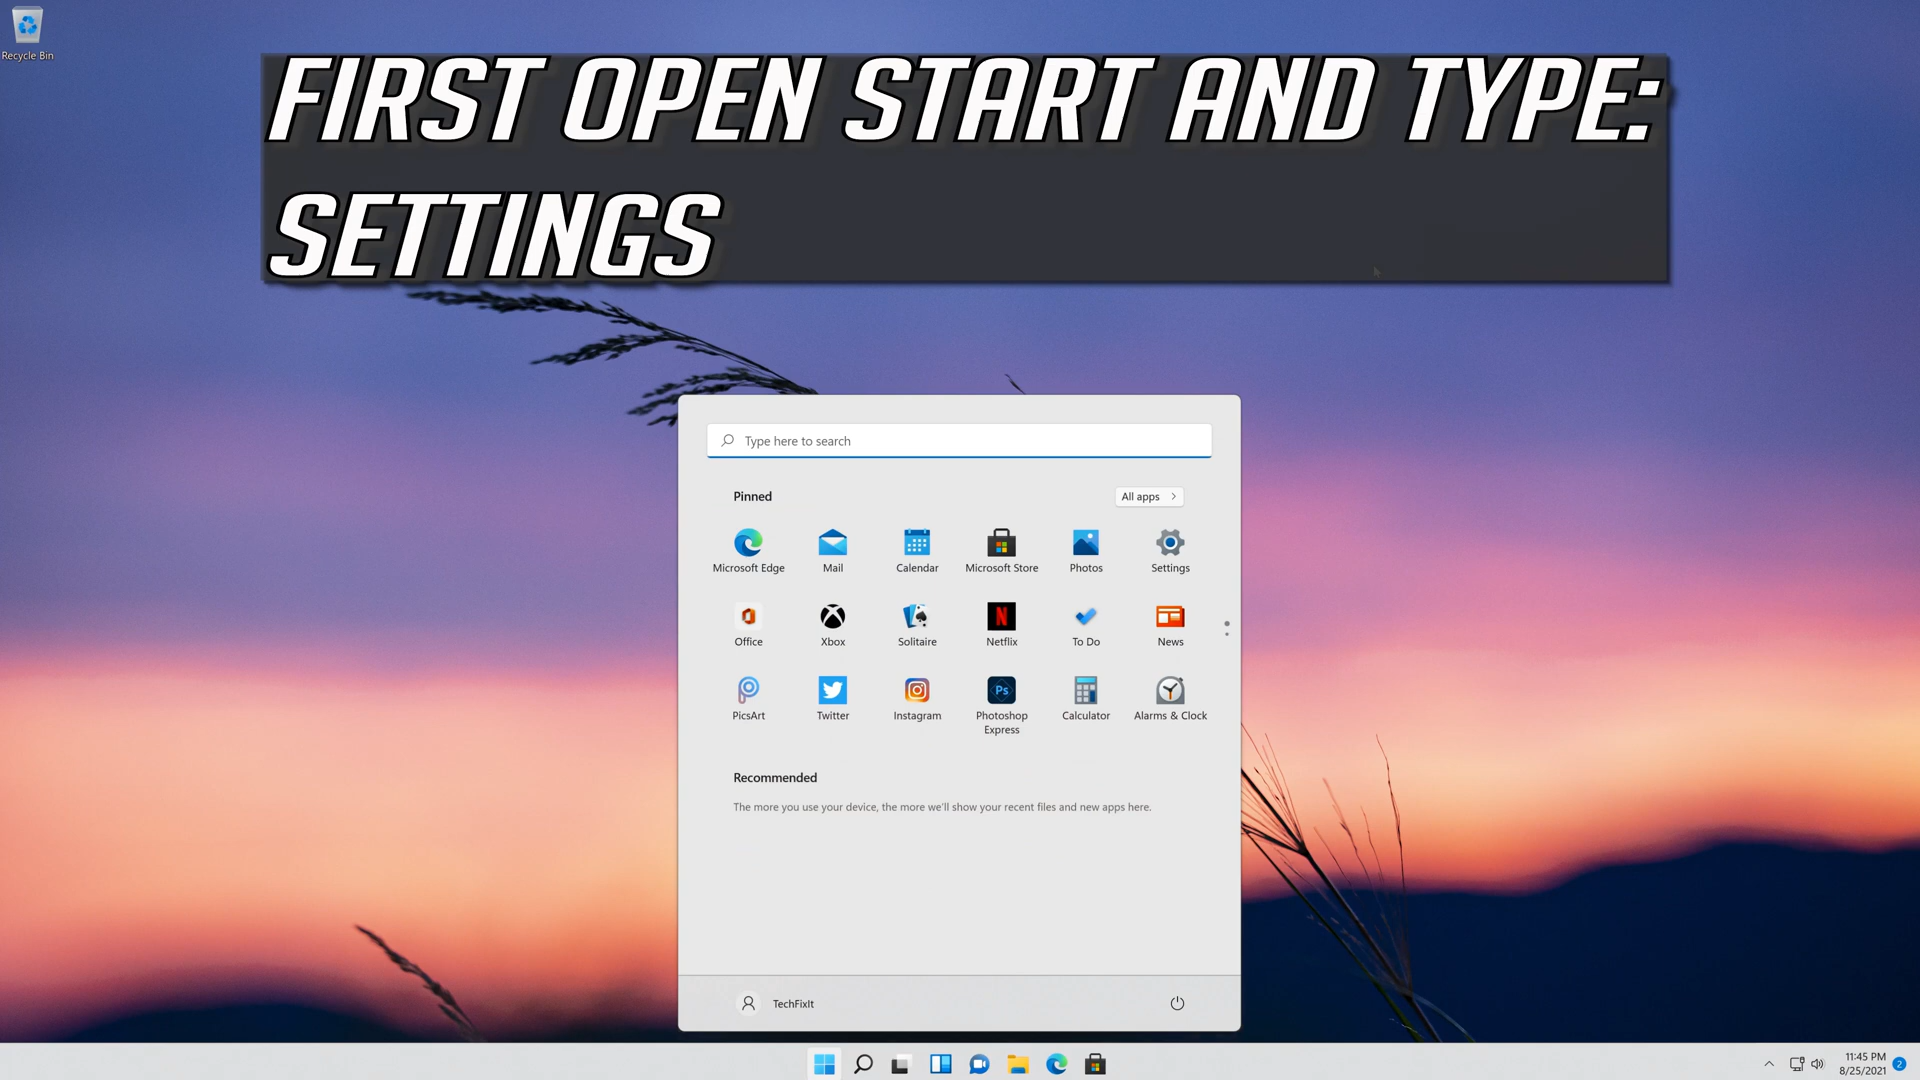 Recycle Bin
FIRST OPEN START AND TYPE:
SETTINGS
Type here to search
Pinned
All apps
Microsoft Edge
Mail
Calendar
Microsoft Store
Photos
Settings
Office
Xbox
Solitaire
Netflix
To Do
News
PicsArt
Twitter
Instagram
Photoshop
Express
Calculator
Alarms & Clock
Recommended
The more you use your device, the more we'll show your recent files and new apps here.
TechFixIt
11:45 PM
8/25/2021
2